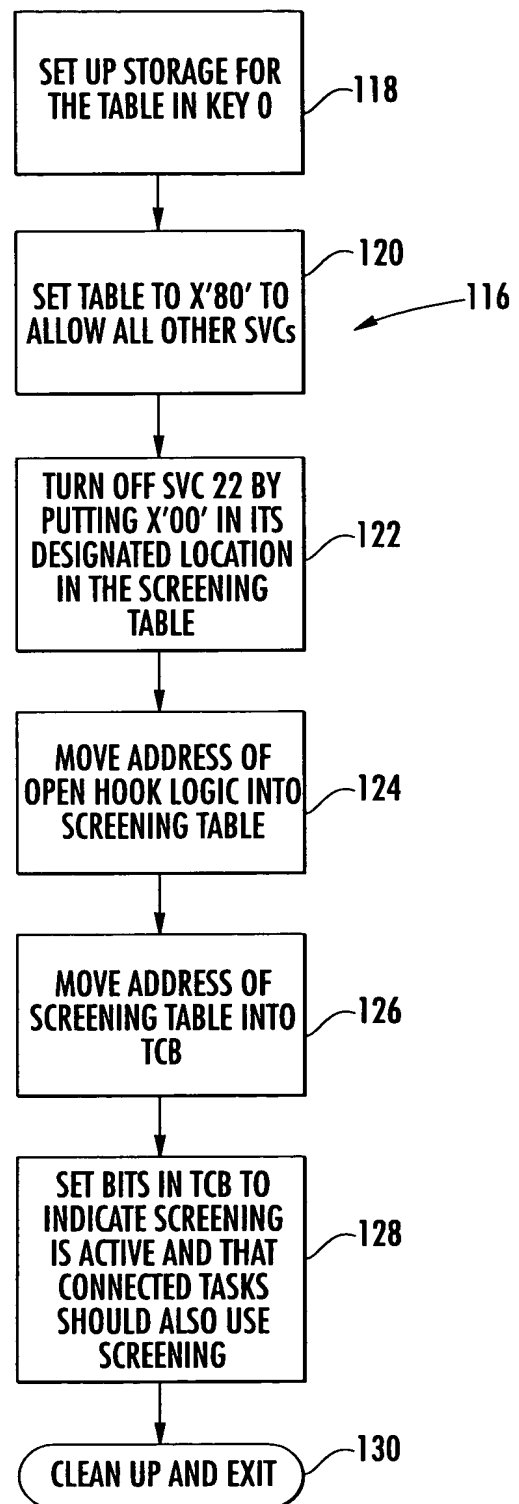 SET UP STORAGE FOR
THE TABLE IN KEY 0
118
SET TABLE TO X'80' TO
ALLOW ALL OTHER SVCs
120
116
TURN OFF SVC 22 BY
PUTTING X'00' IN ITS
DESIGNATED LOCATION
IN THE SCREENING
TABLE
122
MOVE ADDRESS OF
OPEN HOOK LOGIC INTO
SCREENING TABLE
124
MOVE ADDRESS OF
SCREENING TABLE INTO
TCB
126
SET BITS IN TCB TO
INDICATE SCREENING
IS ACTIVE AND THAT
CONNECTED TASKS
SHOULD ALSO USE
SCREENING
128
CLEAN UP AND EXIT
130